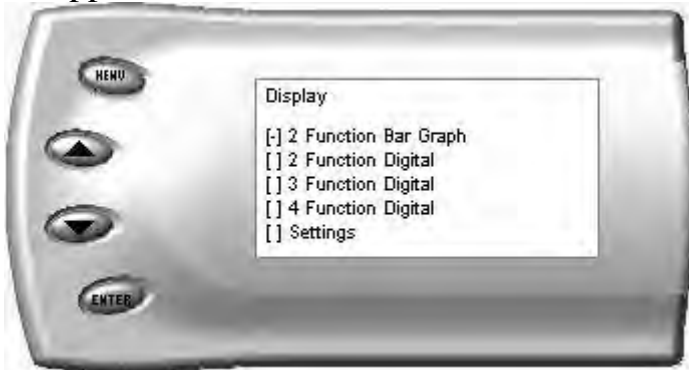 MENU
Display
[-] 2 Function Bar Graph
[ ] 2 Function Digital
[ ] 3 Function Digital
[ ] 4 Function Digital
[ ] Settings
ENTER